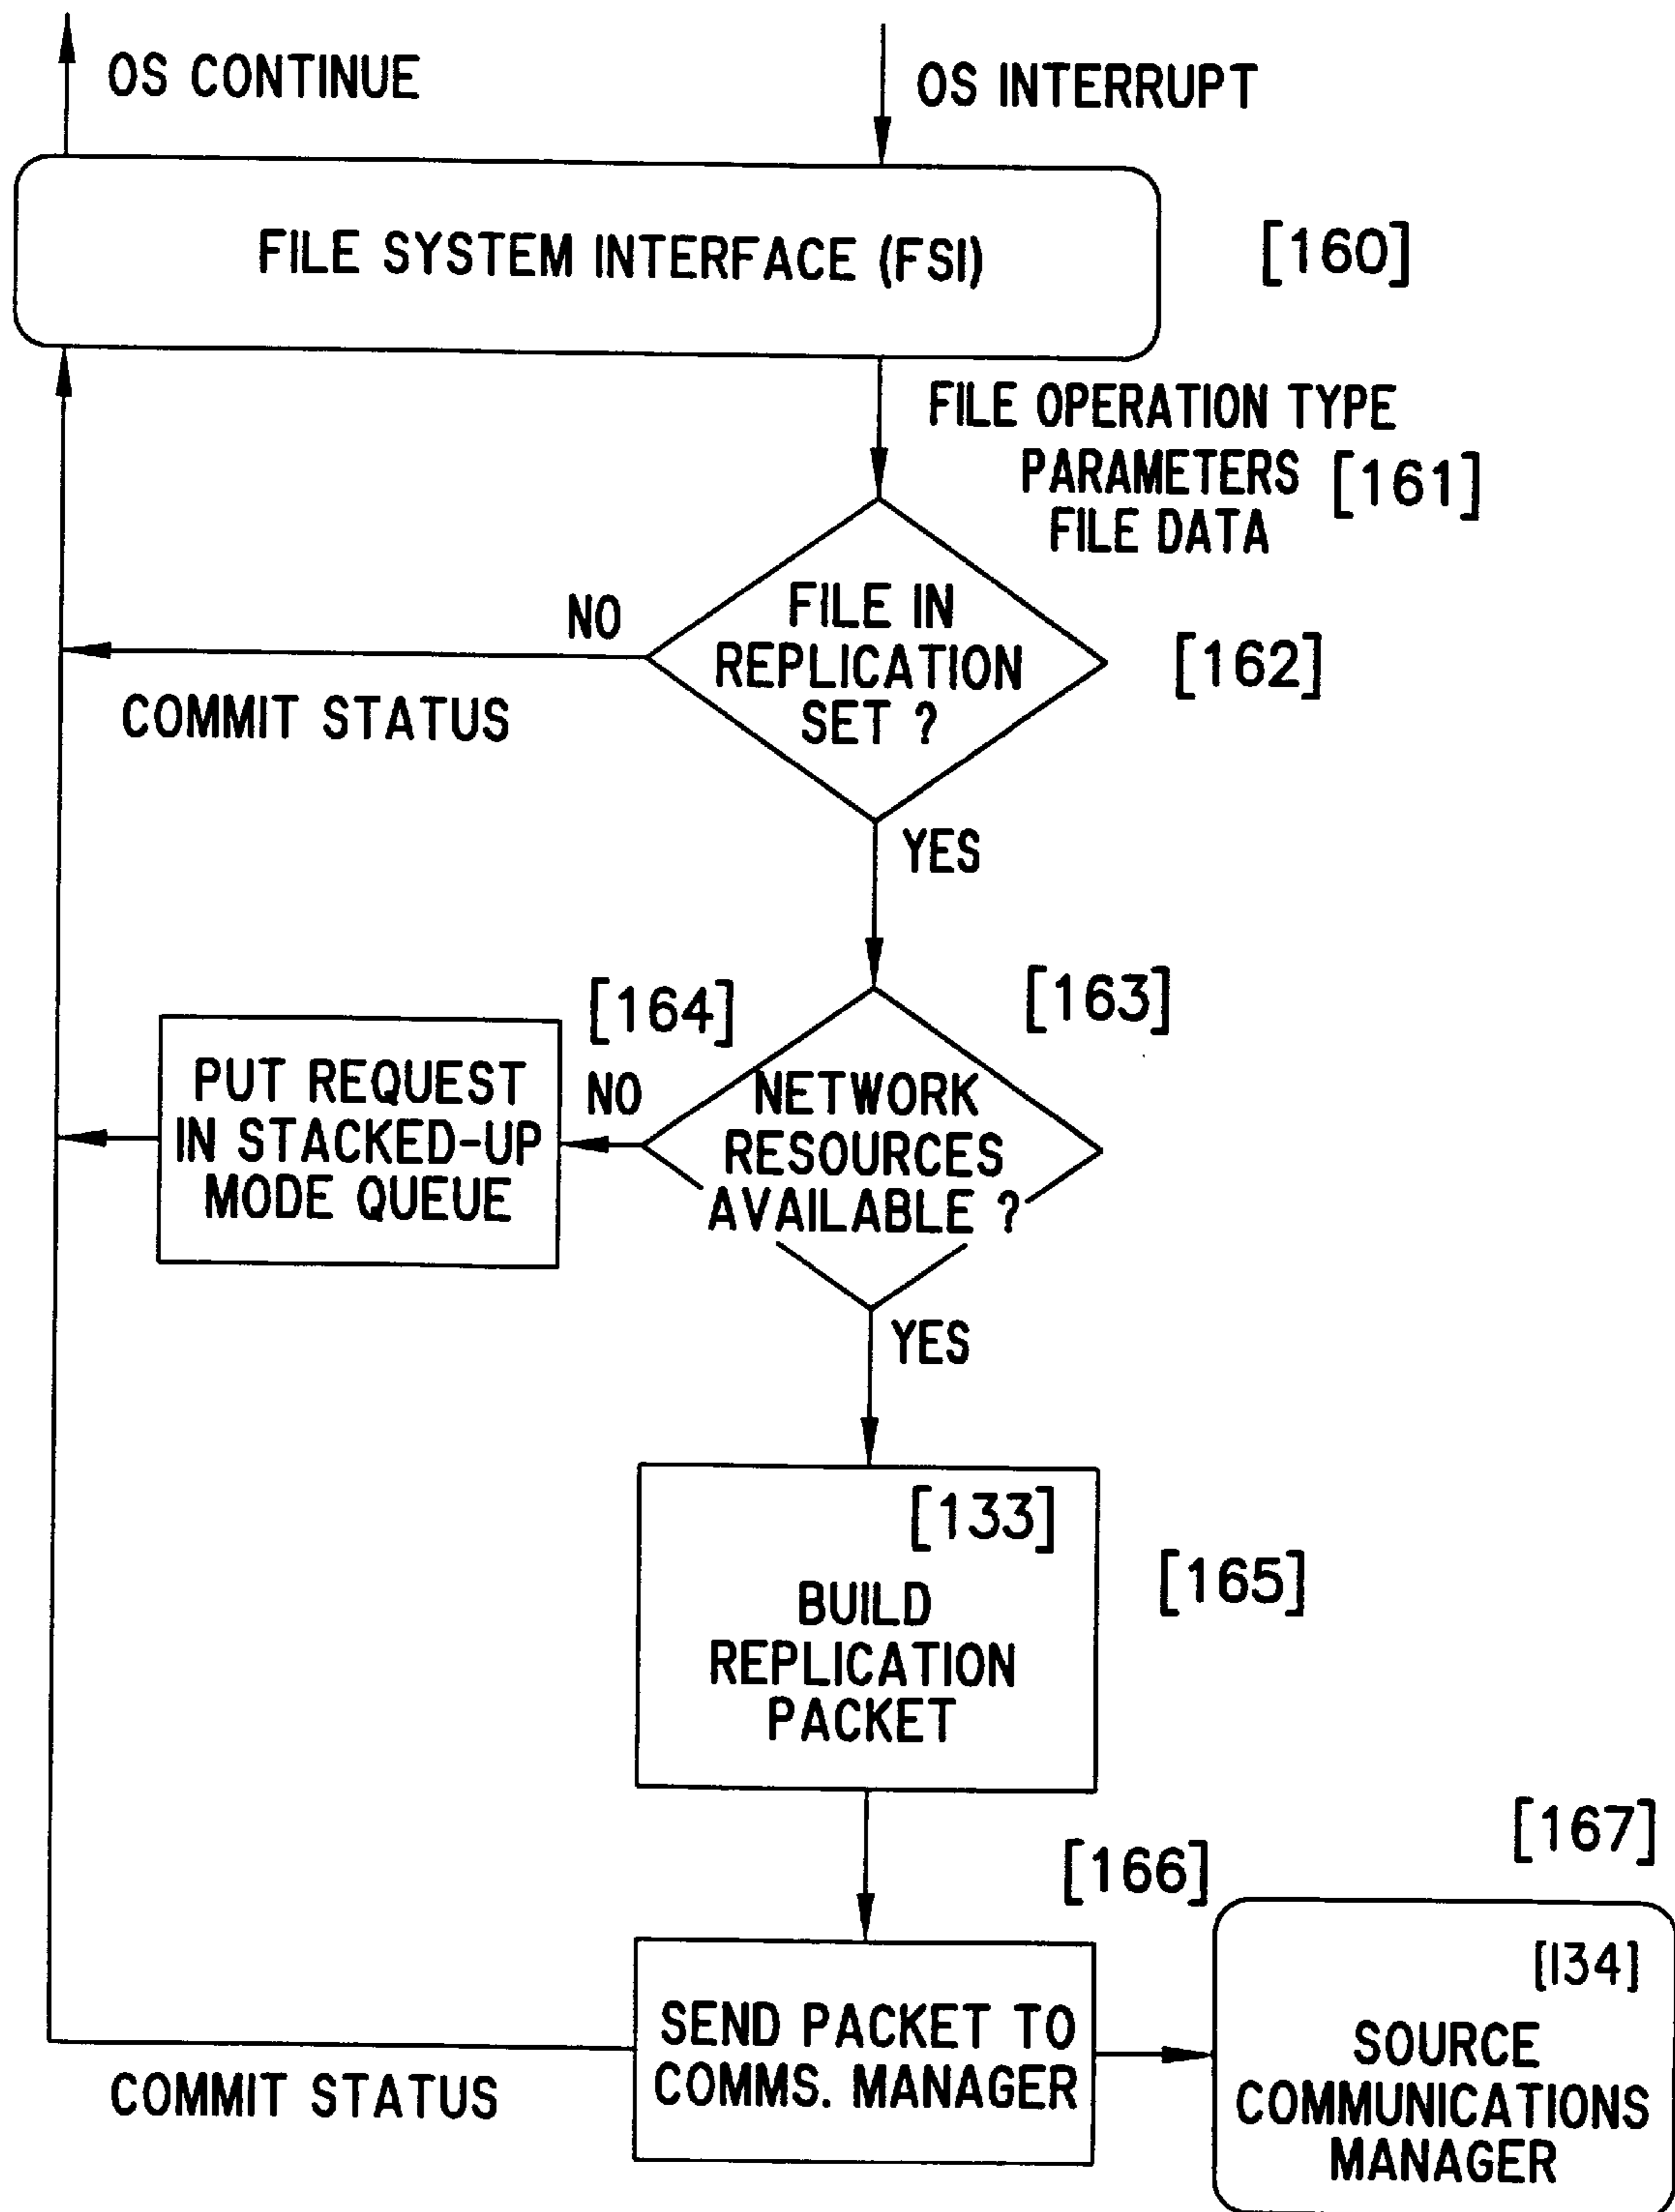 OS CONTINUE
OS INTERRUPT
FILE SYSTEM INTERFACE (FSI)
[160]
FILE OPERATION TYPE
PARAMETERS [161]
FILE DATA
NO
FILE IN
REPLICATION
SET ?
[162]
COMMIT STATUS
YES
[164]
[163]
PUT REQUEST
IN STACKED-UP
MODE QUEUE
NO
NETWORK
RESOURCES
AVAILABLE ?
YES
[133]
BUILD
REPLICATION
PACKET
[165]
[166]
[167]
SEND PACKET TO
COMMS. MANAGER
[134]
SOURCE
COMMUNICATIONS
MANAGER
COMMIT STATUS